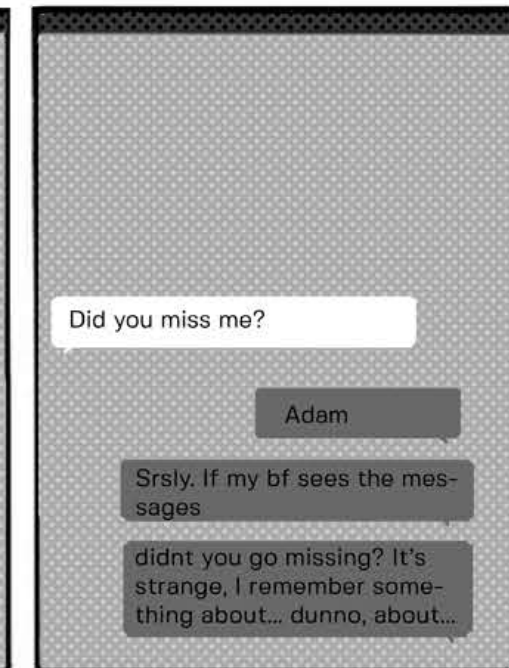 Did you miss me?
Adam
Srsly. If my bf sees the mes-
sages
didnt you go missing? It's
strange, I remember some-
thing about... dunno, about...